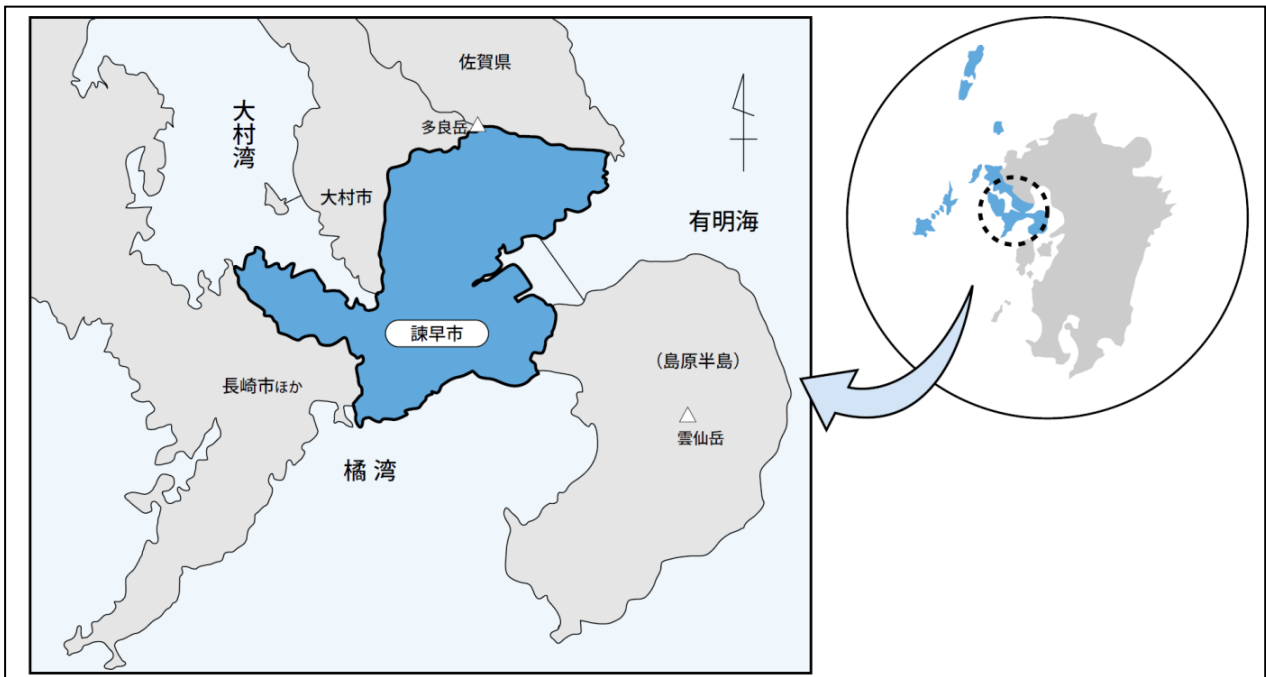 佐賀県
多良岳
大村湾
大村市
有明海
諫早市
(島原半島)
長崎市ほか
雲仙岳
橘 湾